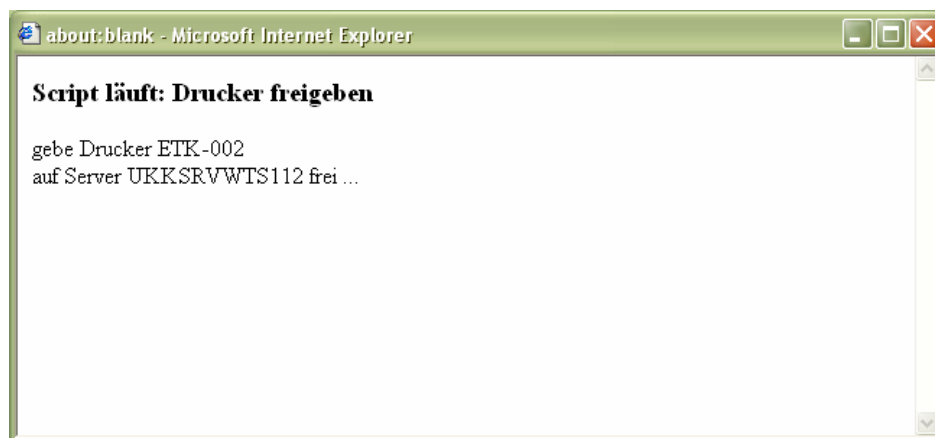 about:blank - Microsoft Internet Explorer
Script läuft: Drucker freigeben
gebe Drucker ETK-002
auf Server UKKSRVWTS112 frei ...